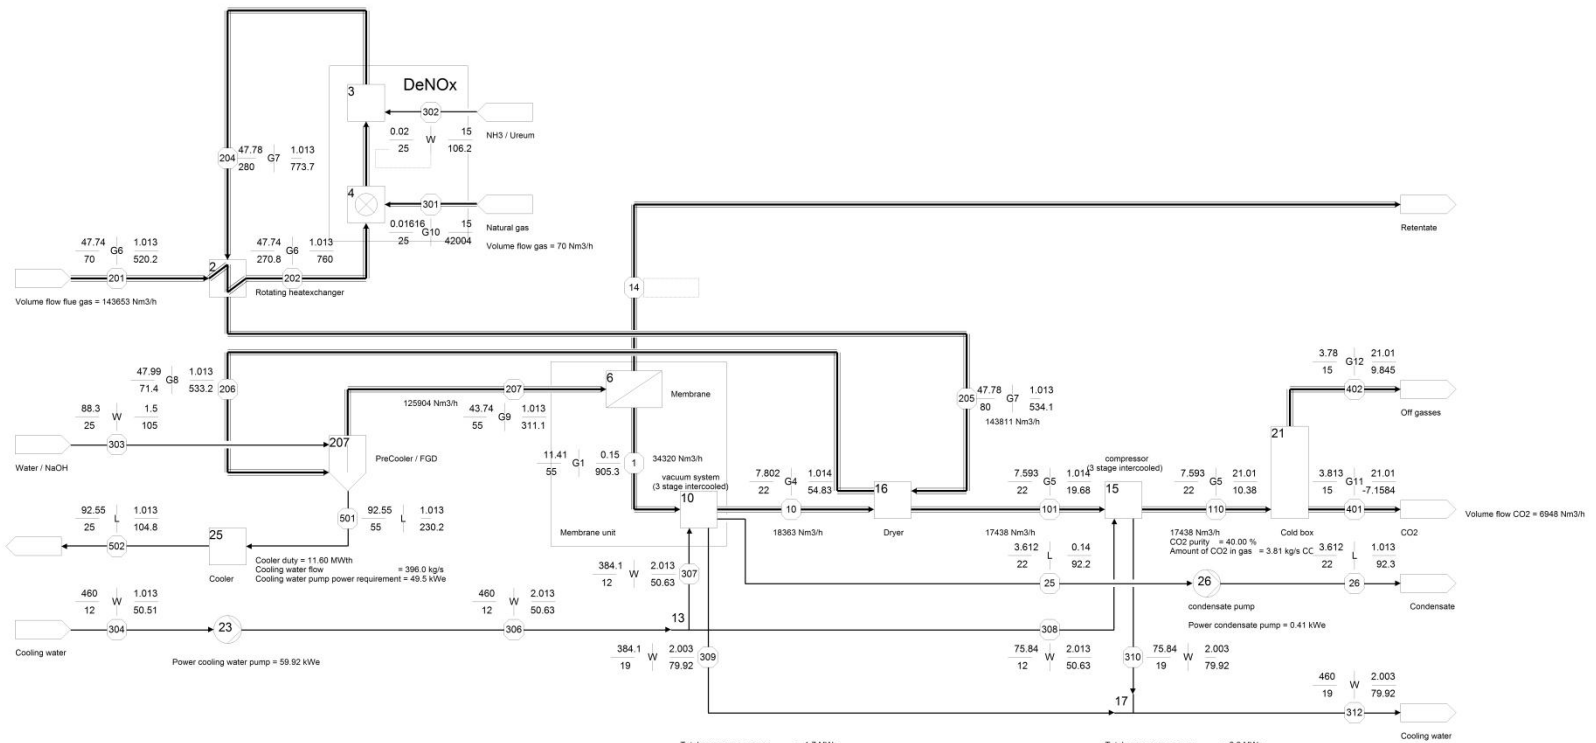 DeNOx
3
302
NH3 / Ureum
0.02 W 15
25 106.2
47.78 G7 1.013
204
280 773.7
4
301
Natural gas
0.01616 G10 15
25 42004
Volume flow gas = 70 Nm3/h
Retentate
47.74 G6 1.013
70 520.2
201
47.74 G6 1.013
270.8 760
202
2
Rotating heatexchanger
Volume flow flue gas = 143653 Nm3/h
14
47.99 G8 1.013
71.4 533.2
206
6
Membrane
207
125904 Nm3/h
43.74 G9 1.013
55 311.1
205
47.78 G7 1.013
80 534.1
143811 Nm3/h
3.78 G12 21.01
15 9.845
402
Off gasses
88.3 W 1.5
25 105
303
Water / NaOH
207
PreCooler / FGD
11.41 G1 0.15
55 905.3
1
34320 Nm3/h
vacuum system
(3 stage intercooled)
10
Membrane unit
7.802 G4 1.014
22 54.83
10
18363 Nm3/h
16
Dryer
7.593 G5 1.014
22 19.68
101
17438 Nm3/h
compressor
(3 stage intercooled)
15
7.593 G5 21.01
22 10.38
110
17438 Nm3/h
CO2 purity = 40.00 %
Amount of CO2 in gas = 3.81 kg/s CC
21
Cold box
3.813 G11 21.01
15 -7.1584
401
CO2
Volume flow CO2 = 6948 Nm3/h
92.55 L 1.013
25 104.8
502
501
92.55 L 1.013
55 230.2
25
Cooler
Cooler duty = 11.60 MWth
Cooling water flow = 396.0 kg/s
Cooling water pump power requirement = 49.5 kWe
384.1 W 2.013
12 50.63
307
3.612 L 0.14
22 92.2
25
26
condensate pump
Power condensate pump = 0.41 kWe
3.612 L 1.013
22 92.3
26
Condensate
460 W 1.013
12 50.51
304
Cooling water
23
Power cooling water pump = 59.92 kWe
460 W 2.013
12 50.63
306
13
308
384.1 W 2.003
19 79.92
309
75.84 W 2.013
12 50.63
310
75.84 W 2.003
19 79.92
17
460 W 2.003
19 79.92
312
Cooling water